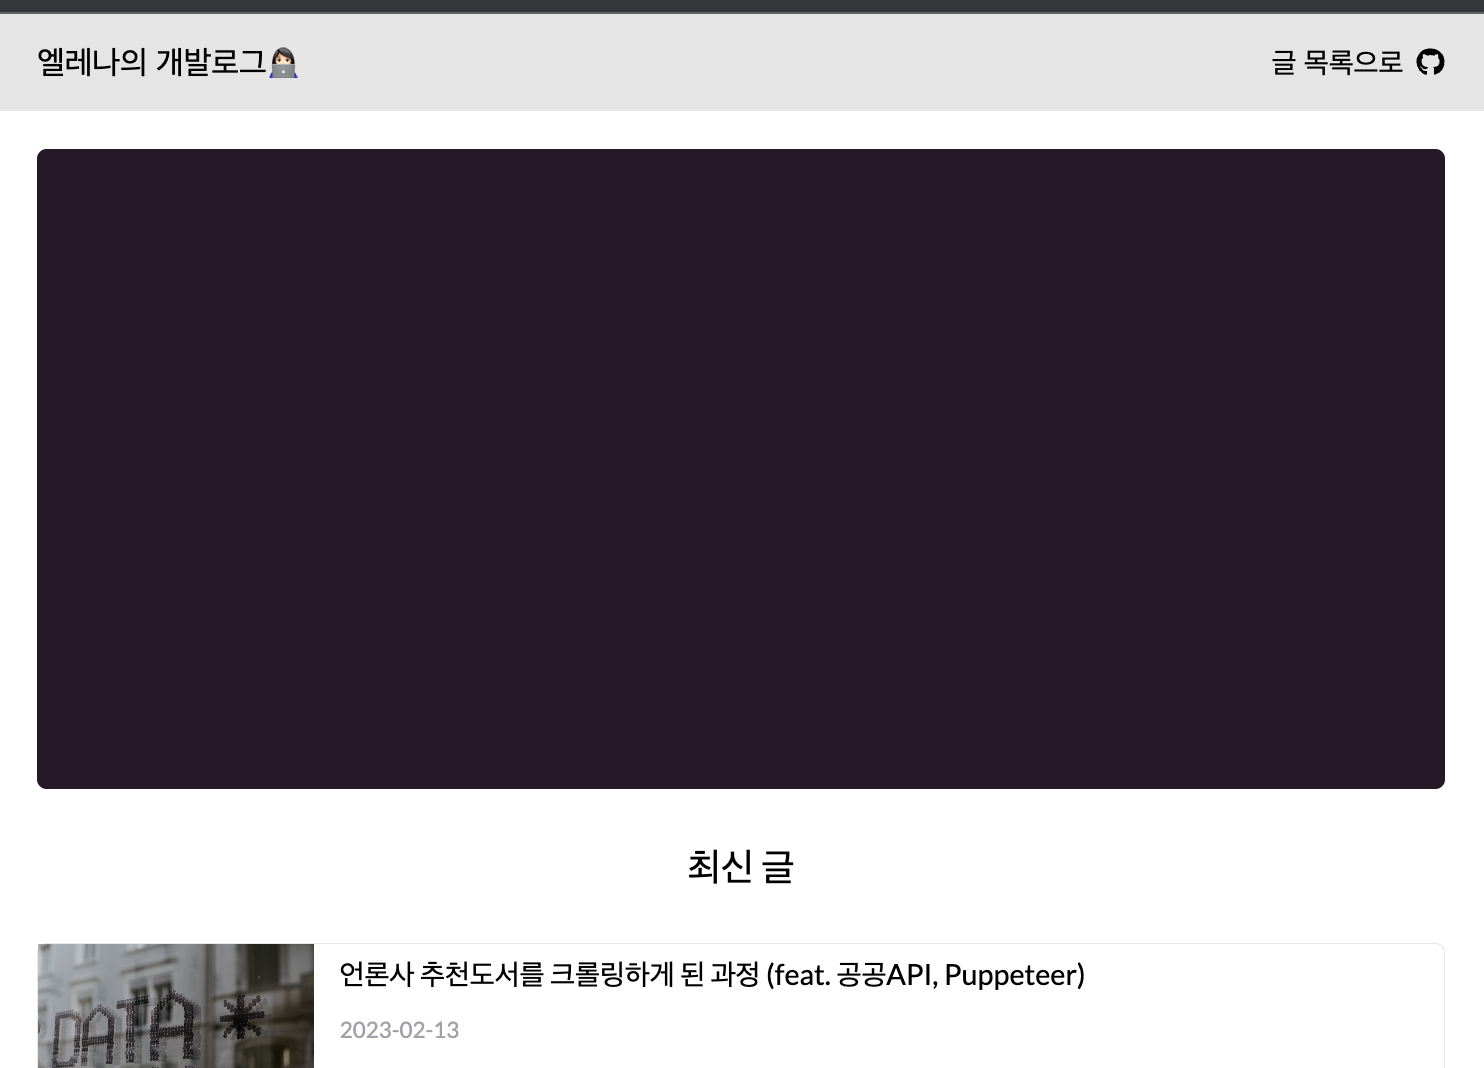 엘레나의 개발로그👩🏻‍💻
글 목록으로
최신 글
언론사 추천도서를 크롤링하게 된 과정 (feat. 공공API, Puppeteer)
2023-02-13
DATA *